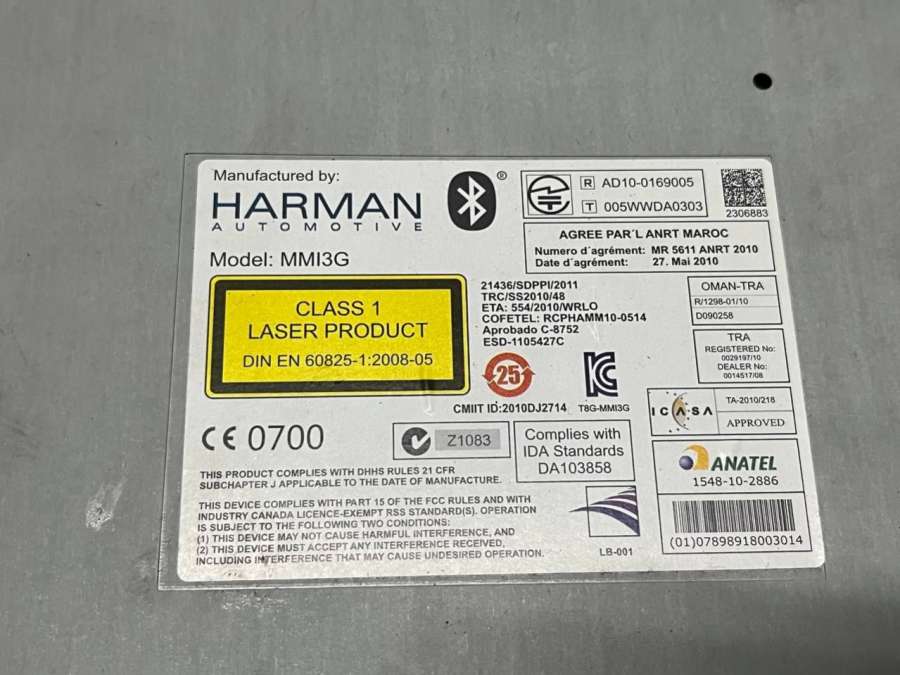 Manufactured by:
HARMAN
AUTOMOTIVE
Model: MMI3G
®
R AD10-0169005
T 005WWDA0303
2306883
AGREE PAR´L ANRT MAROC
Numero d´agrément: MR 5611 ANRT 2010
Date d´agrément: 27. Mai 2010
CLASS 1
LASER PRODUCT
DIN EN 60825-1:2008-05
21436/SDPPI/2011
TRC/SS2010/48
ETA: 554/2010/WRLO
COFETEL: RCPHAMM10-0514
Aprobado C-8752
ESD-1105427C
OMAN-TRA
R/1298-01/10
D090258
TRA
REGISTERED No:
0029197/10
DEALER No:
0014517/08
25
CMIIT ID:2010DJ2714
T8G-MMI3G
ICASA
TA-2010/218
APPROVED
CE 0700
Z1083
Complies with
IDA Standards
DA103858
ANATEL
1548-10-2886
(01)07898918003014
THIS PRODUCT COMPLIES WITH DHHS RULES 21 CFR
SUBCHAPTER J APPLICABLE TO THE DATE OF MANUFACTURE.
THIS DEVICE COMPLIES WITH PART 15 OF THE FCC RULES AND WITH
INDUSTRY CANADA LICENCE-EXEMPT RSS STANDARD(S). OPERATION
IS SUBJECT TO THE FOLLOWING TWO CONDITIONS:
(1) THIS DEVICE MAY NOT CAUSE HARMFUL INTERFERENCE, AND
(2) THIS DEVICE MUST ACCEPT ANY INTERFERENCE RECEIVED,
INCLUDING INTERFERENCE THAT MAY CAUSE UNDESIRED OPERATION.
LB-001